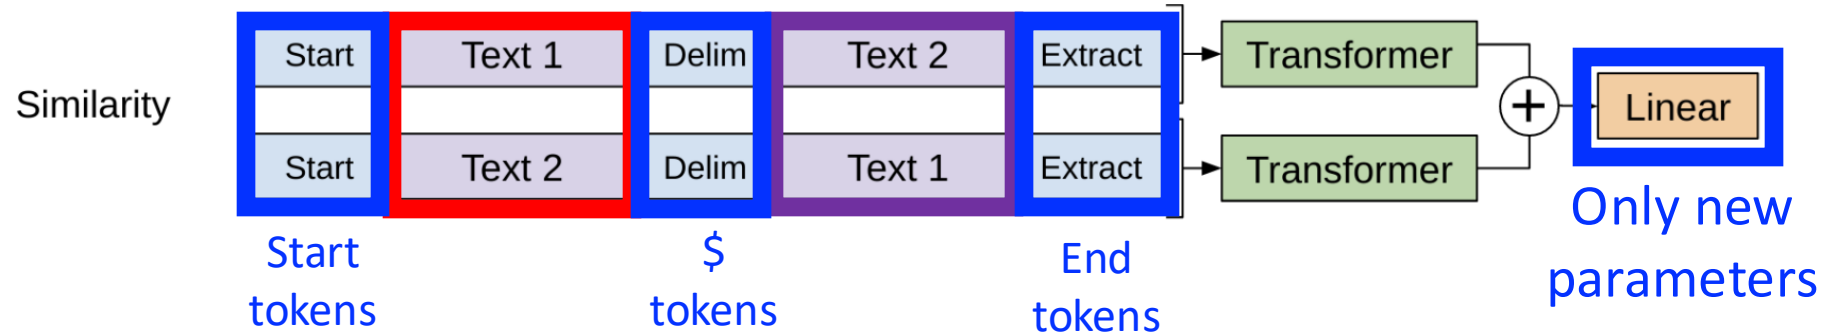 Start Text 1 Delim Text 2 Extract Transformer
Similarity + Linear
Start Text 2 Delim Text 1 Extract Transformer
Start $ End Only new
tokens tokens tokens parameters